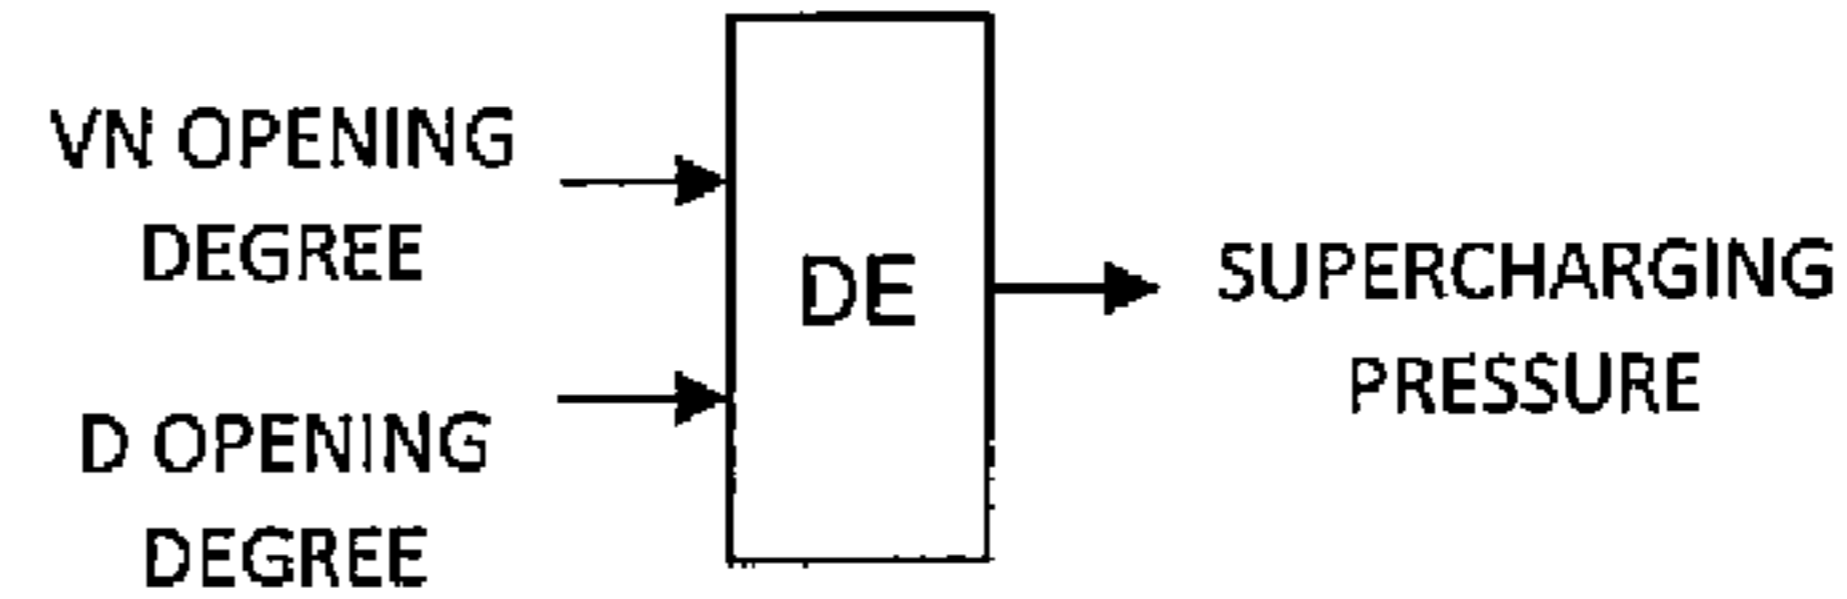 VN OPENING
DEGREE
D OPENING
DEGREE
DE
SUPERCHARGING
PRESSURE